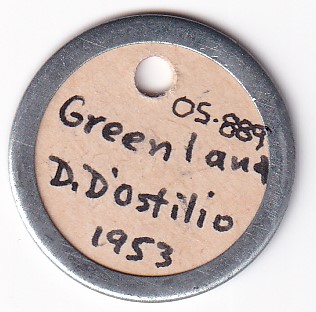 OS.889
Greenland
D. D'Ostilio
1953